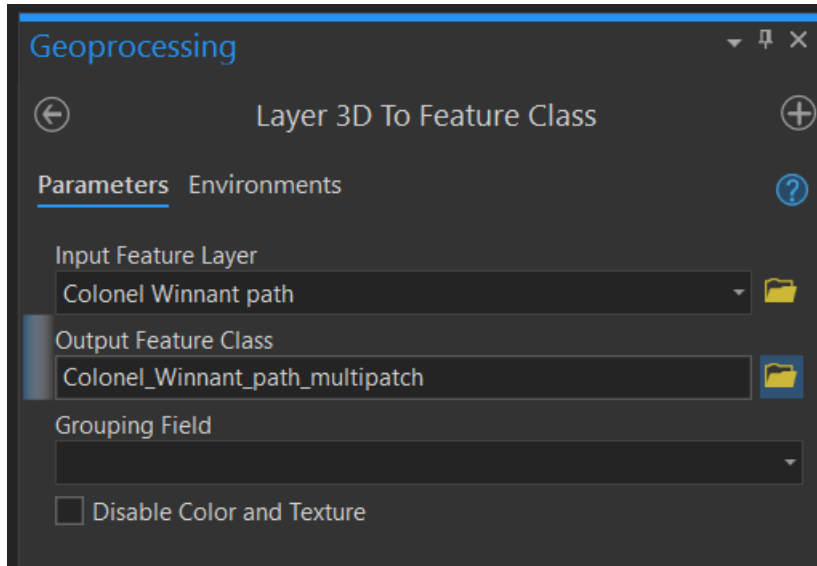 Geoprocessing
Layer 3D To Feature Class
Parameters Environments
Input Feature Layer
Colonel Winnant path
Output Feature Class
Colonel_Winnant_path_multipatch
Grouping Field
Disable Color and Texture